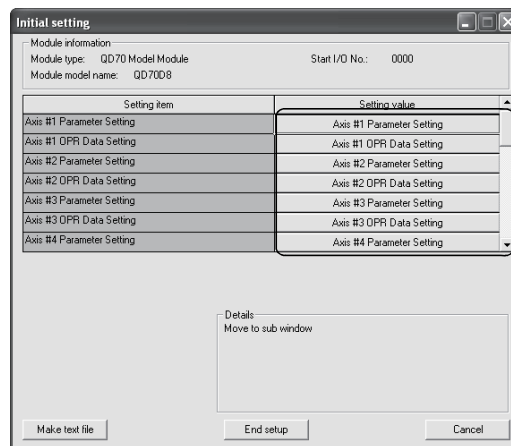 Initial setting
Module information
Module type: QD70 Model Module Start I/O No.: 0000
Module model name: QD70D8
Setting item Setting value
Axis #1 Parameter Setting Axis #1 Parameter Setting
Axis #1 OPR Data Setting Axis #1 OPR Data Setting
Axis #2 Parameter Setting Axis #2 Parameter Setting
Axis #2 OPR Data Setting Axis #2 OPR Data Setting
Axis #3 Parameter Setting Axis #3 Parameter Setting
Axis #3 OPR Data Setting Axis #3 OPR Data Setting
Axis #4 Parameter Setting Axis #4 Parameter Setting
Details
Move to sub window
Make text file End setup Cancel